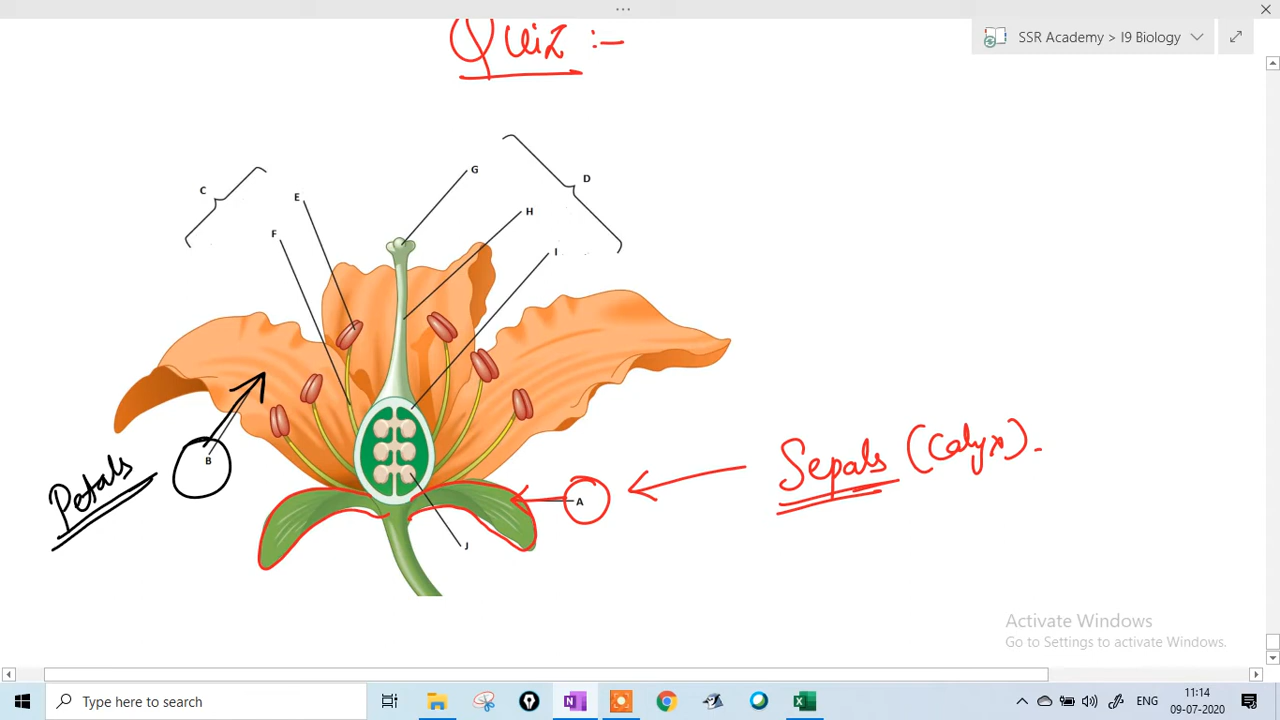 Quiz :-
SSR Academy > I9 Biology
G
D
C
E
H
F
I
B
Petals
Sepals (Calyx).
A
J
Activate Windows
Go to Settings to activate Windows.
Type here to search
ENG
11:14
09-07-2020